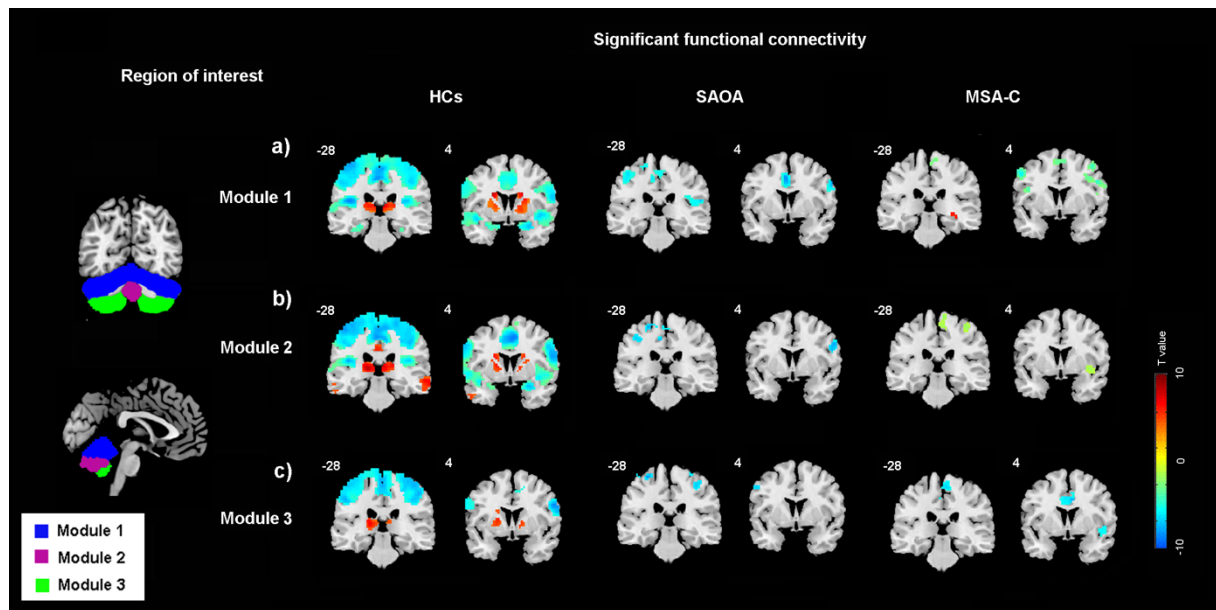 Significant functional connectivity
Region of interest
HCs
SAOA
MSA-C
a)
-28
4
-28
4
-28
4
Module 1
b)
-28
4
-28
4
-28
4
Module 2
c)
-28
4
-28
4
-28
4
Module 3
T value
10
0
-10
Module 1
Module 2
Module 3